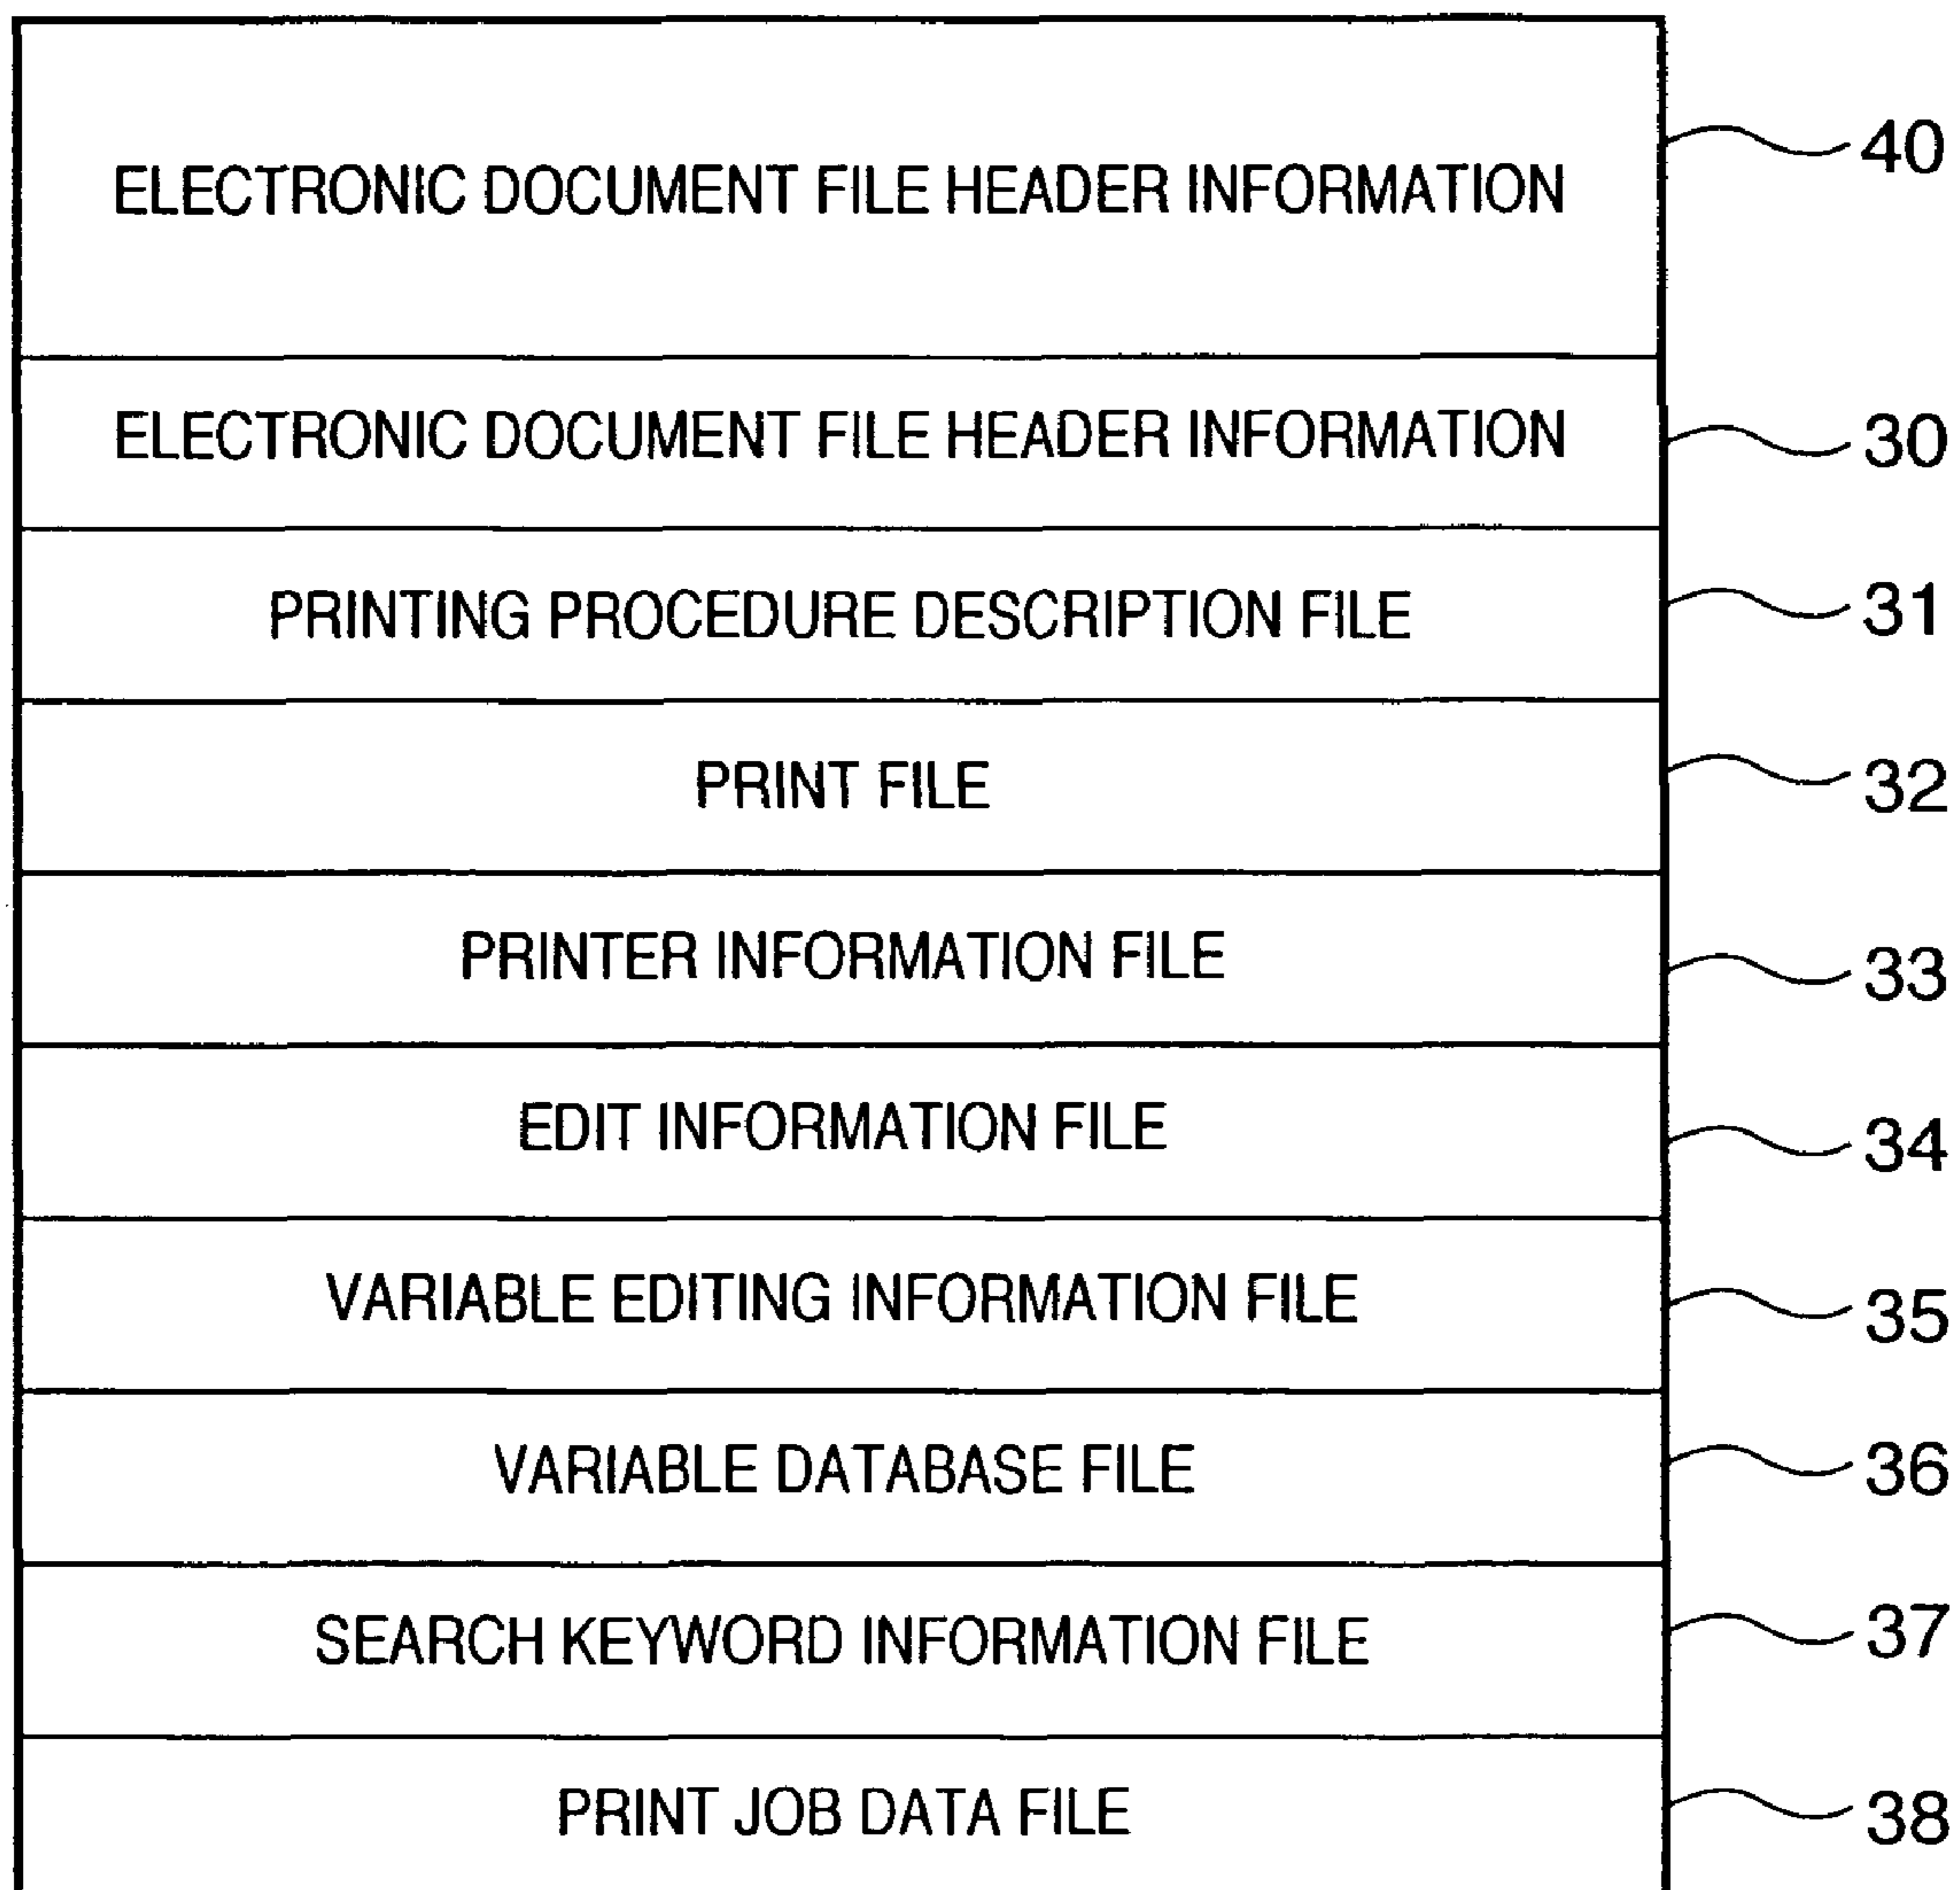 ELECTRONIC DOCUMENT FILE HEADER INFORMATION 40
ELECTRONIC DOCUMENT FILE HEADER INFORMATION 30
PRINTING PROCEDURE DESCRIPTION FILE 31
PRINT FILE 32
PRINTER INFORMATION FILE 33
EDIT INFORMATION FILE 34
VARIABLE EDITING INFORMATION FILE 35
VARIABLE DATABASE FILE 36
SEARCH KEYWORD INFORMATION FILE 37
PRINT JOB DATA FILE 38